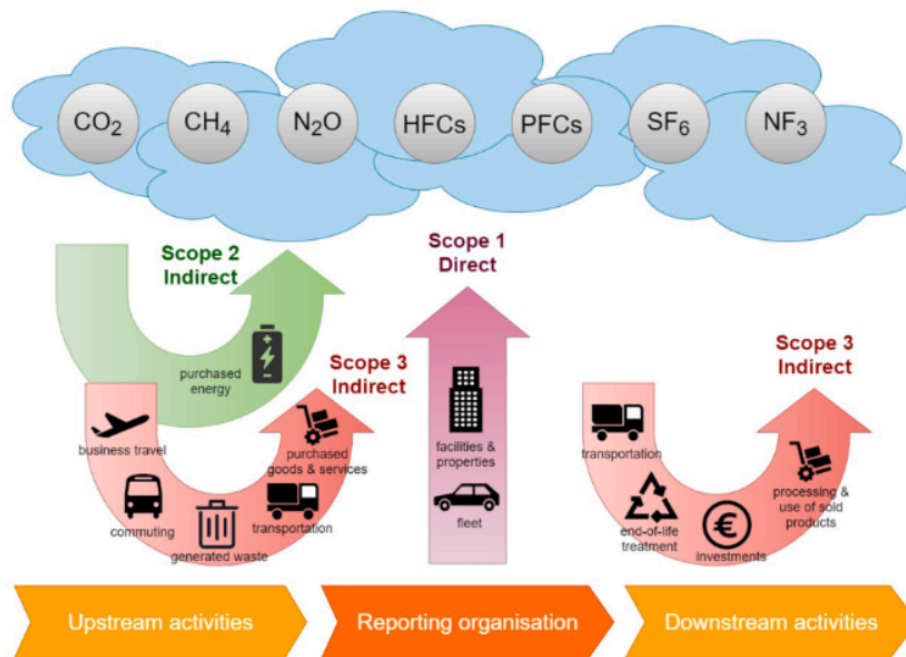 CO₂
CH₄
N₂O
HFCs
PFCs
SF₆
NF₃
Scope 2
Indirect
purchased
energy
Scope 3
Indirect
business travel
commuting
generated waste
transportation
purchased
goods & services
Scope 1
Direct
facilities &
properties
fleet
Scope 3
Indirect
transportation
end-of-life
treatment
€
investments
processing &
use of sold
products
Upstream activities
Reporting organisation
Downstream activities